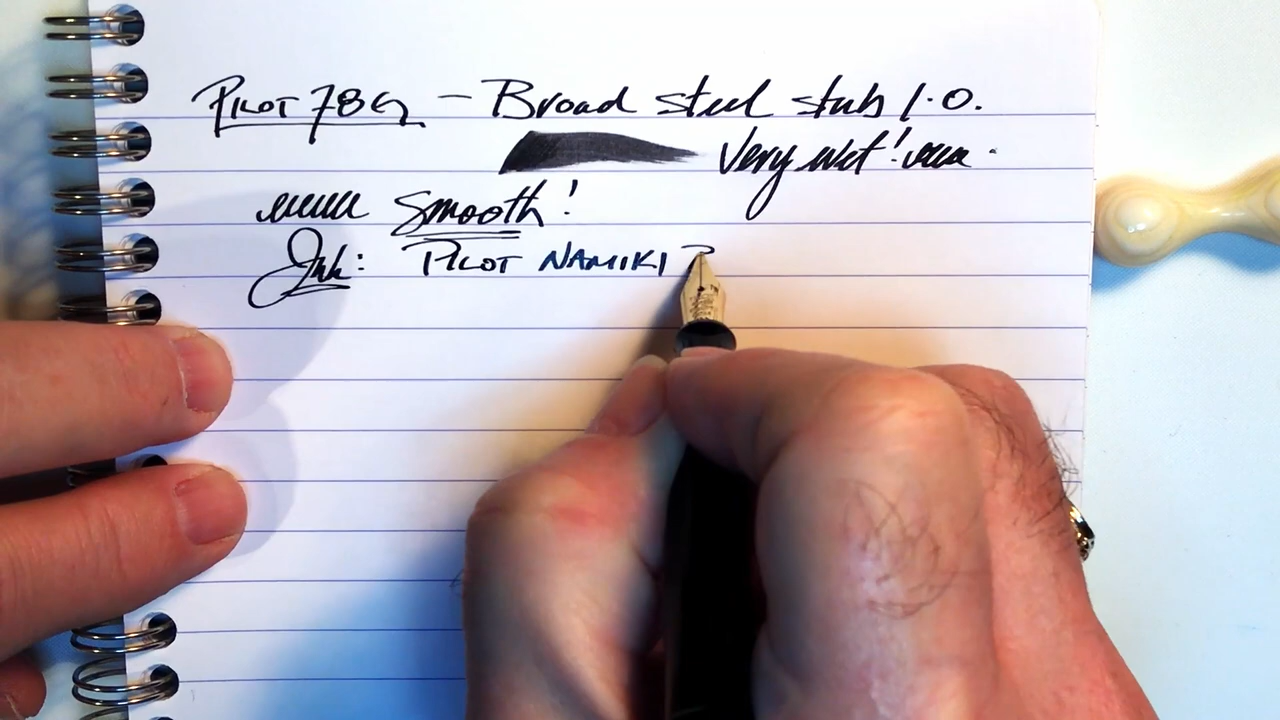 PILOT 78G – Broad steel stub 1.0.
Very wet!
Smooth!
Ink: PILOT NAMIKI